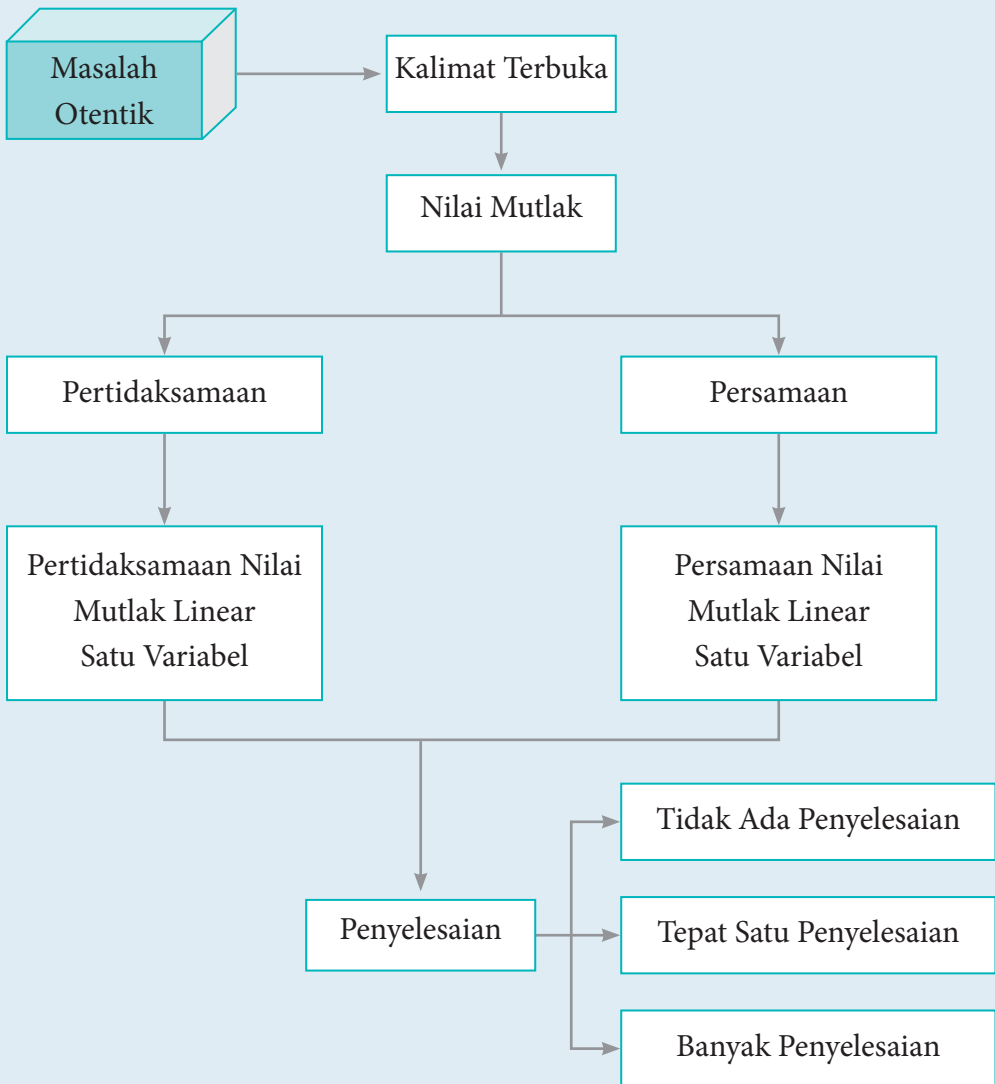 Masalah
Otentik
Kalimat Terbuka
Nilai Mutlak
Pertidaksamaan
Persamaan
Pertidaksamaan Nilai
Mutlak Linear
Satu Variabel
Persamaan Nilai
Mutlak Linear
Satu Variabel
Tidak Ada Penyelesaian
Penyelesaian
Tepat Satu Penyelesaian
Banyak Penyelesaian